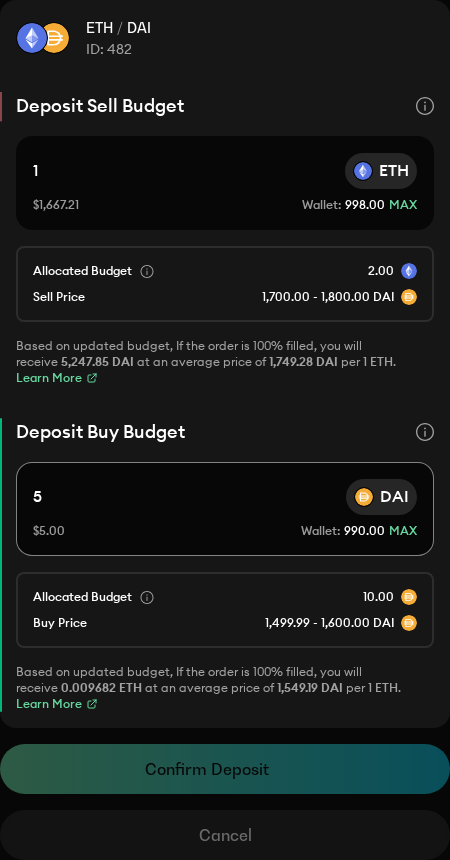 ETH / DAI
ID: 482
Deposit Sell Budget
1 ETH
$1,667.21 Wallet: 998.00 MAX
Allocated Budget 2.00
Sell Price 1,700.00 - 1,800.00 DAI
Based on updated budget, If the order is 100% filled, you will
receive 5,247.85 DAI at an average price of 1,749.28 DAI per 1 ETH.
Learn More
Deposit Buy Budget
5 DAI
$5.00 Wallet: 990.00 MAX
Allocated Budget 10.00
Buy Price 1,499.99 - 1,600.00 DAI
Based on updated budget, If the order is 100% filled, you will
receive 0.009682 ETH at an average price of 1,549.19 DAI per 1 ETH.
Learn More
Confirm Deposit
Cancel